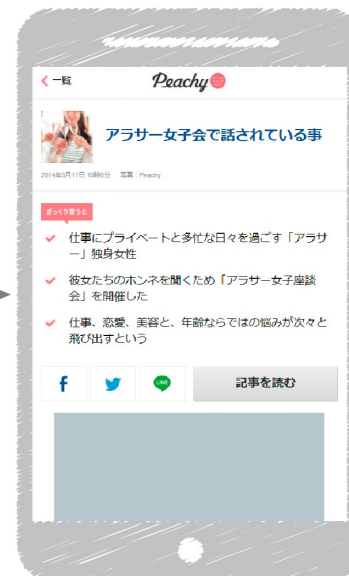 一覧
Peachy
アラサー女子会で話されている事
2014年3月17日 10時0分 写真：Peachy
ざっくり言うと
仕事にプライベートと多忙な日々を過ごす「アラサ
ー」独身女性
彼女たちのホンネを聞くため「アラサー女子座談
会」を開催した
仕事、恋愛、美容と、年齢ならではの悩みが次々と
飛び出すという
f
LINE
記事を読む